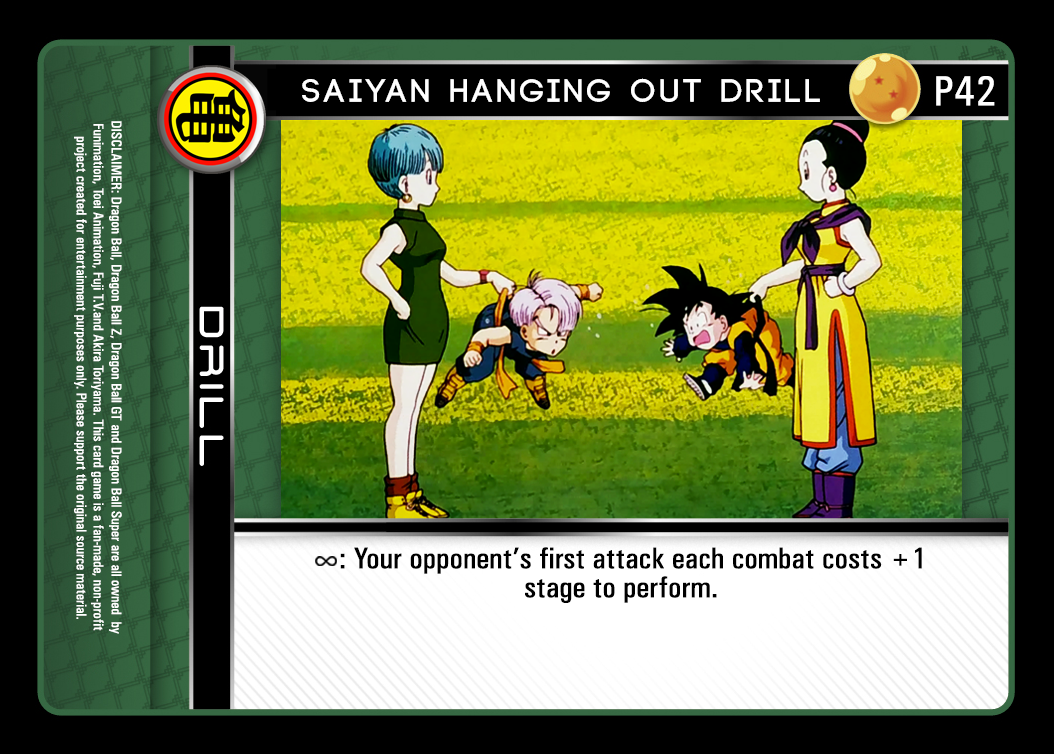 SAIYAN HANGING OUT DRILL
P42
亀
DRILL
∞: Your opponent's first attack each combat costs +1
stage to perform.
DISCLAIMER: Dragon Ball, Dragon Ball Z, Dragon Ball GT and Dragon Ball Super are all owned by
Funimation, Toei Animation, Fuji T.V.and Akira Toriyama. This card game is a fan-made, non-profit
project created for entertainment purposes only. Please support the original source material.